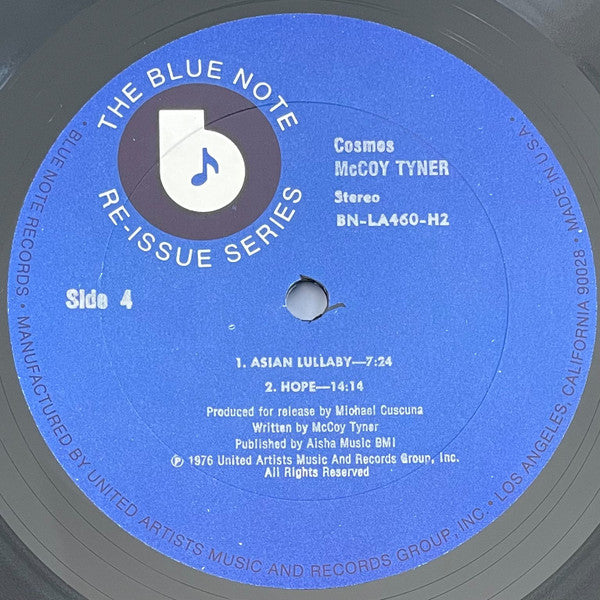 THE BLUE NOTE
RE-ISSUE SERIES
Cosmos
McCOY TYNER
Stereo
BN-LA460-H2
Side 4
1. ASIAN LULLABY—7:24
2. HOPE—14:14
Produced for release by Michael Cuscuna
Written by McCoy Tyner
Published by Aisha Music BMI
℗ 1976 United Artists Music And Records Group, Inc.
All Rights Reserved
• BLUE NOTE RECORDS • MANUFACTURED BY UNITED ARTISTS MUSIC AND RECORDS GROUP, INC. • LOS ANGELES, CALIFORNIA 90028 • MADE IN U.S.A.